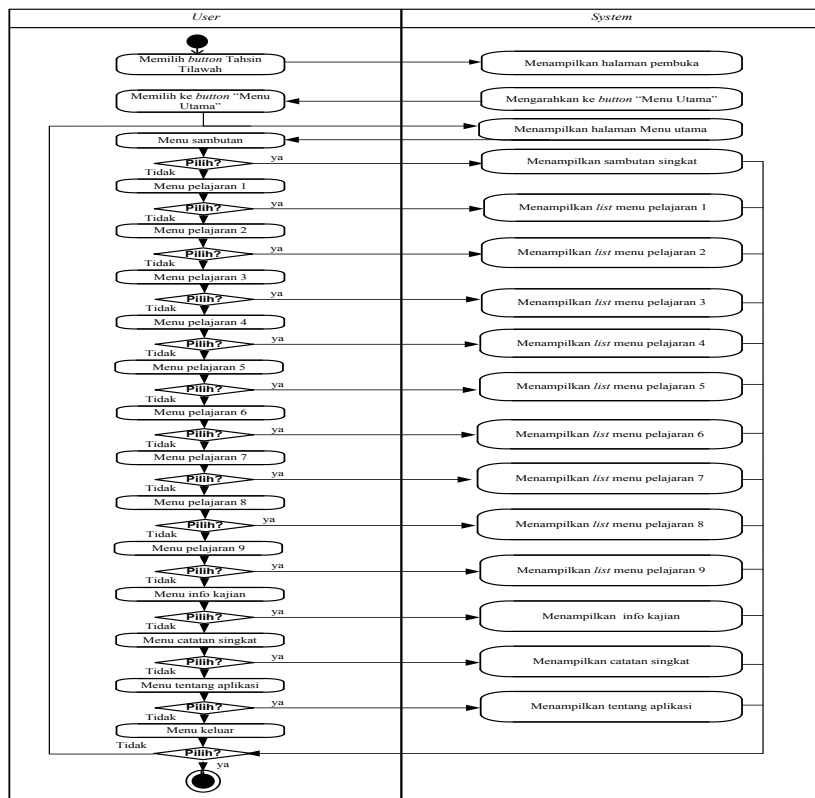 User
System
Memilih button Tahsin
Tilawah
Menampilkan halaman pembuka
Memilih ke button “Menu
Utama”
Mengarahkan ke button “Menu Utama”
Menampilkan halaman Menu utama
Menu sambutan
Pilih?
ya
Menampilkan sambutan singkat
Tidak
Menu pelajaran 1
Pilih?
ya
Menampilkan list menu pelajaran 1
Tidak
Menu pelajaran 2
Pilih?
ya
Menampilkan list menu pelajaran 2
Tidak
Menu pelajaran 3
Pilih?
ya
Menampilkan list menu pelajaran 3
Tidak
Menu pelajaran 4
Pilih?
ya
Menampilkan list menu pelajaran 4
Tidak
Menu pelajaran 5
Pilih?
ya
Menampilkan list menu pelajaran 5
Tidak
Menu pelajaran 6
Pilih?
ya
Menampilkan list menu pelajaran 6
Tidak
Menu pelajaran 7
Pilih?
ya
Menampilkan list menu pelajaran 7
Tidak
Menu pelajaran 8
Pilih?
ya
Menampilkan list menu pelajaran 8
Tidak
Menu pelajaran 9
Pilih?
ya
Menampilkan list menu pelajaran 9
Tidak
Menu info kajian
Pilih?
ya
Menampilkan info kajian
Tidak
Menu catatan singkat
Pilih?
ya
Menampilkan catatan singkat
Tidak
Menu tentang aplikasi
Pilih?
ya
Menampilkan tentang aplikasi
Tidak
Menu keluar
Tidak
Pilih?
ya